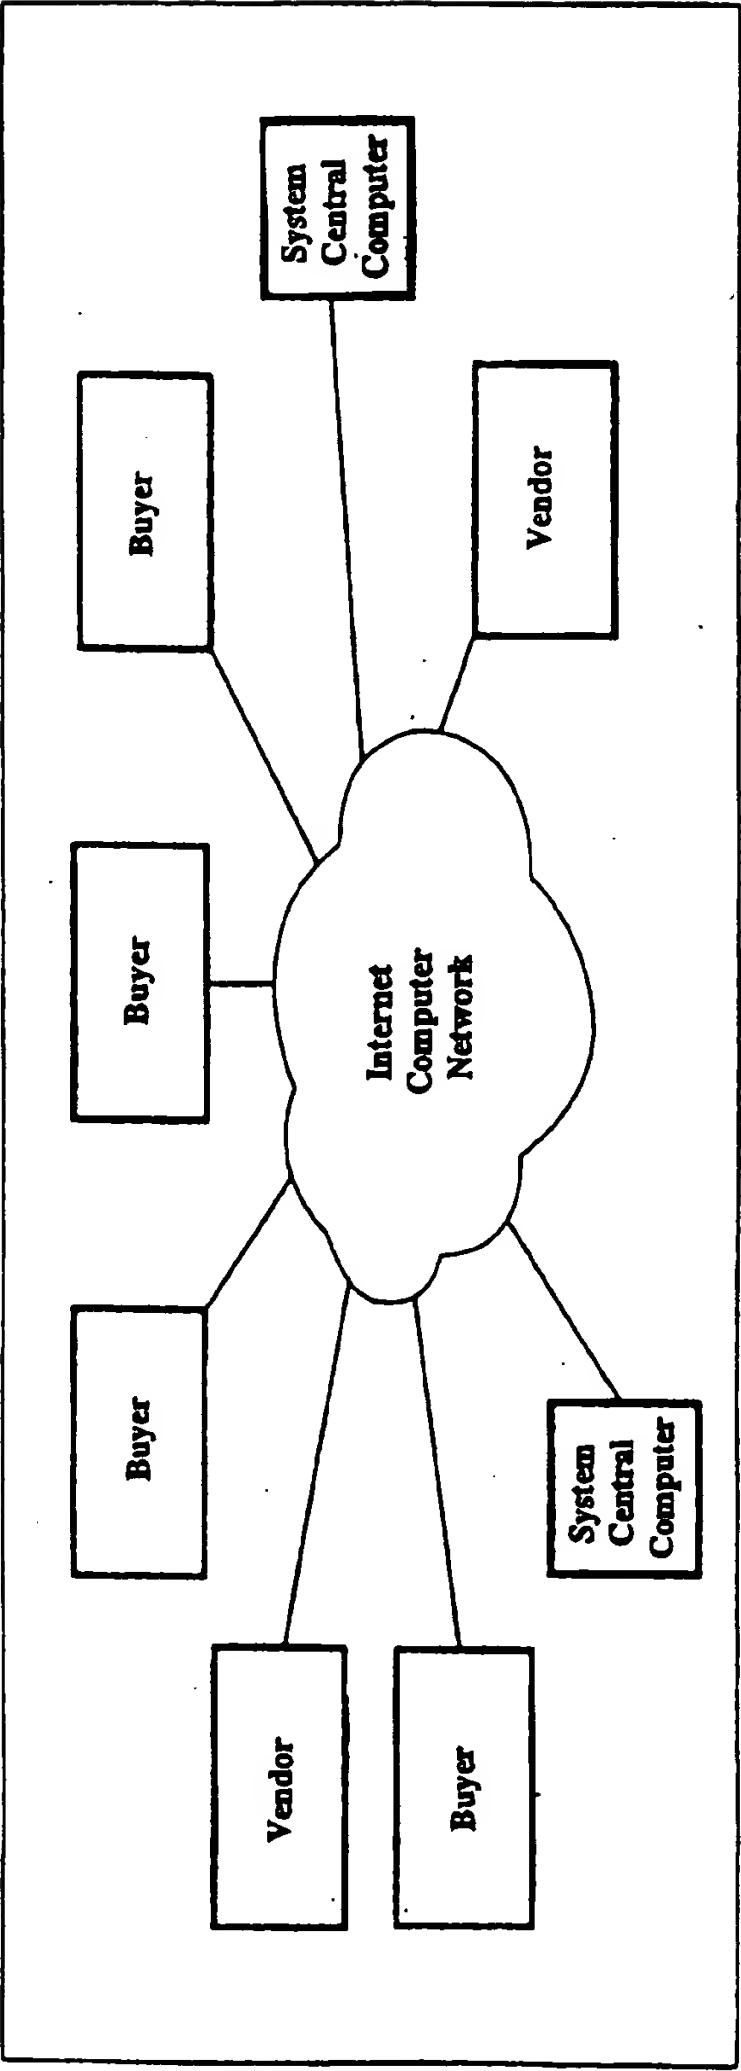 Buyer
Buyer
Buyer
Vendor
System
Central
Computer
Internet
Computer
Network
Buyer
Vendor
System
Central
Computer